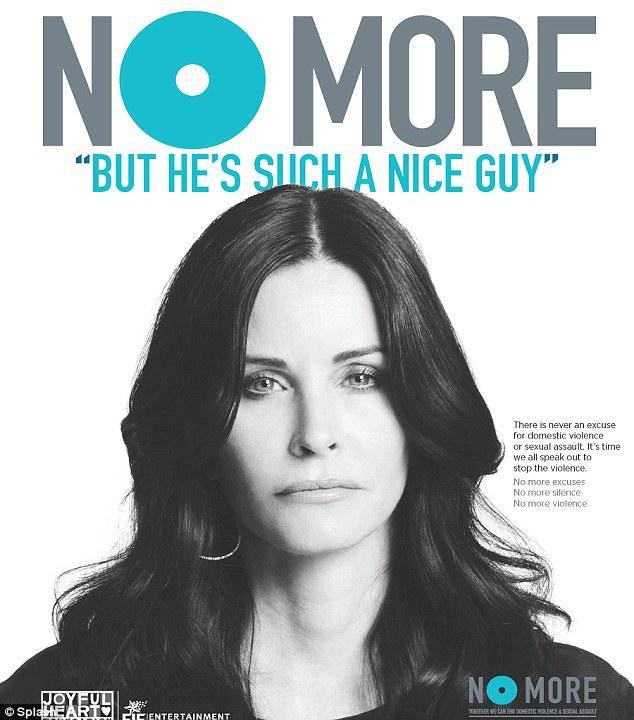 NO MORE
“BUT HE'S SUCH A NICE GUY”
There is never an excuse
for domestic violence
or sexual assault. It's time
we all speak out to
stop the violence.
No more excuses
No more silence
No more violence
JOYFUL
HEART
EIF ENTERTAINMENT
NO MORE
TOGETHER WE CAN END DOMESTIC VIOLENCE & SEXUAL ASSAULT
© Splash